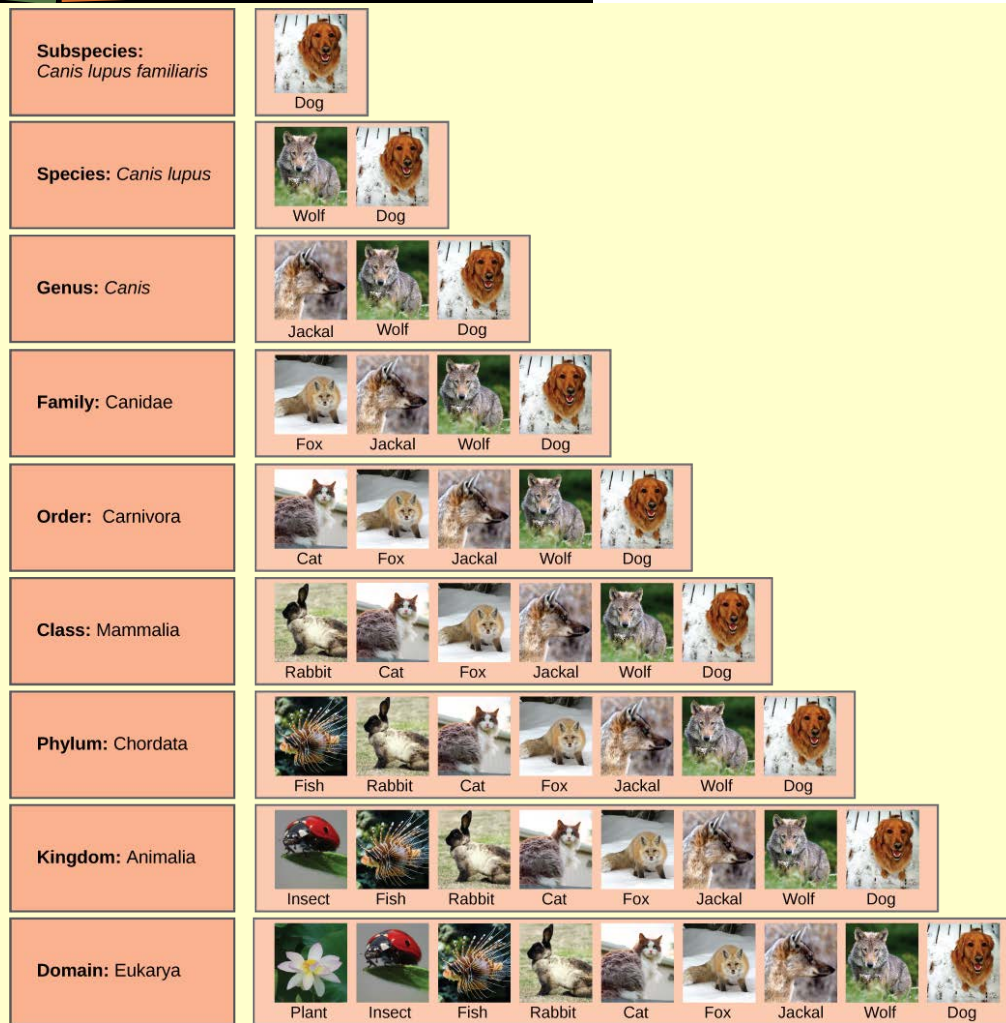 Subspecies:
Canis lupus familiaris
Dog
Species: Canis lupus
Wolf Dog
Genus: Canis
Jackal Wolf Dog
Family: Canidae
Fox Jackal Wolf Dog
Order: Carnivora
Cat Fox Jackal Wolf Dog
Class: Mammalia
Rabbit Cat Fox Jackal Wolf Dog
Phylum: Chordata
Fish Rabbit Cat Fox Jackal Wolf Dog
Kingdom: Animalia
Insect Fish Rabbit Cat Fox Jackal Wolf Dog
Domain: Eukarya
Plant Insect Fish Rabbit Cat Fox Jackal Wolf Dog